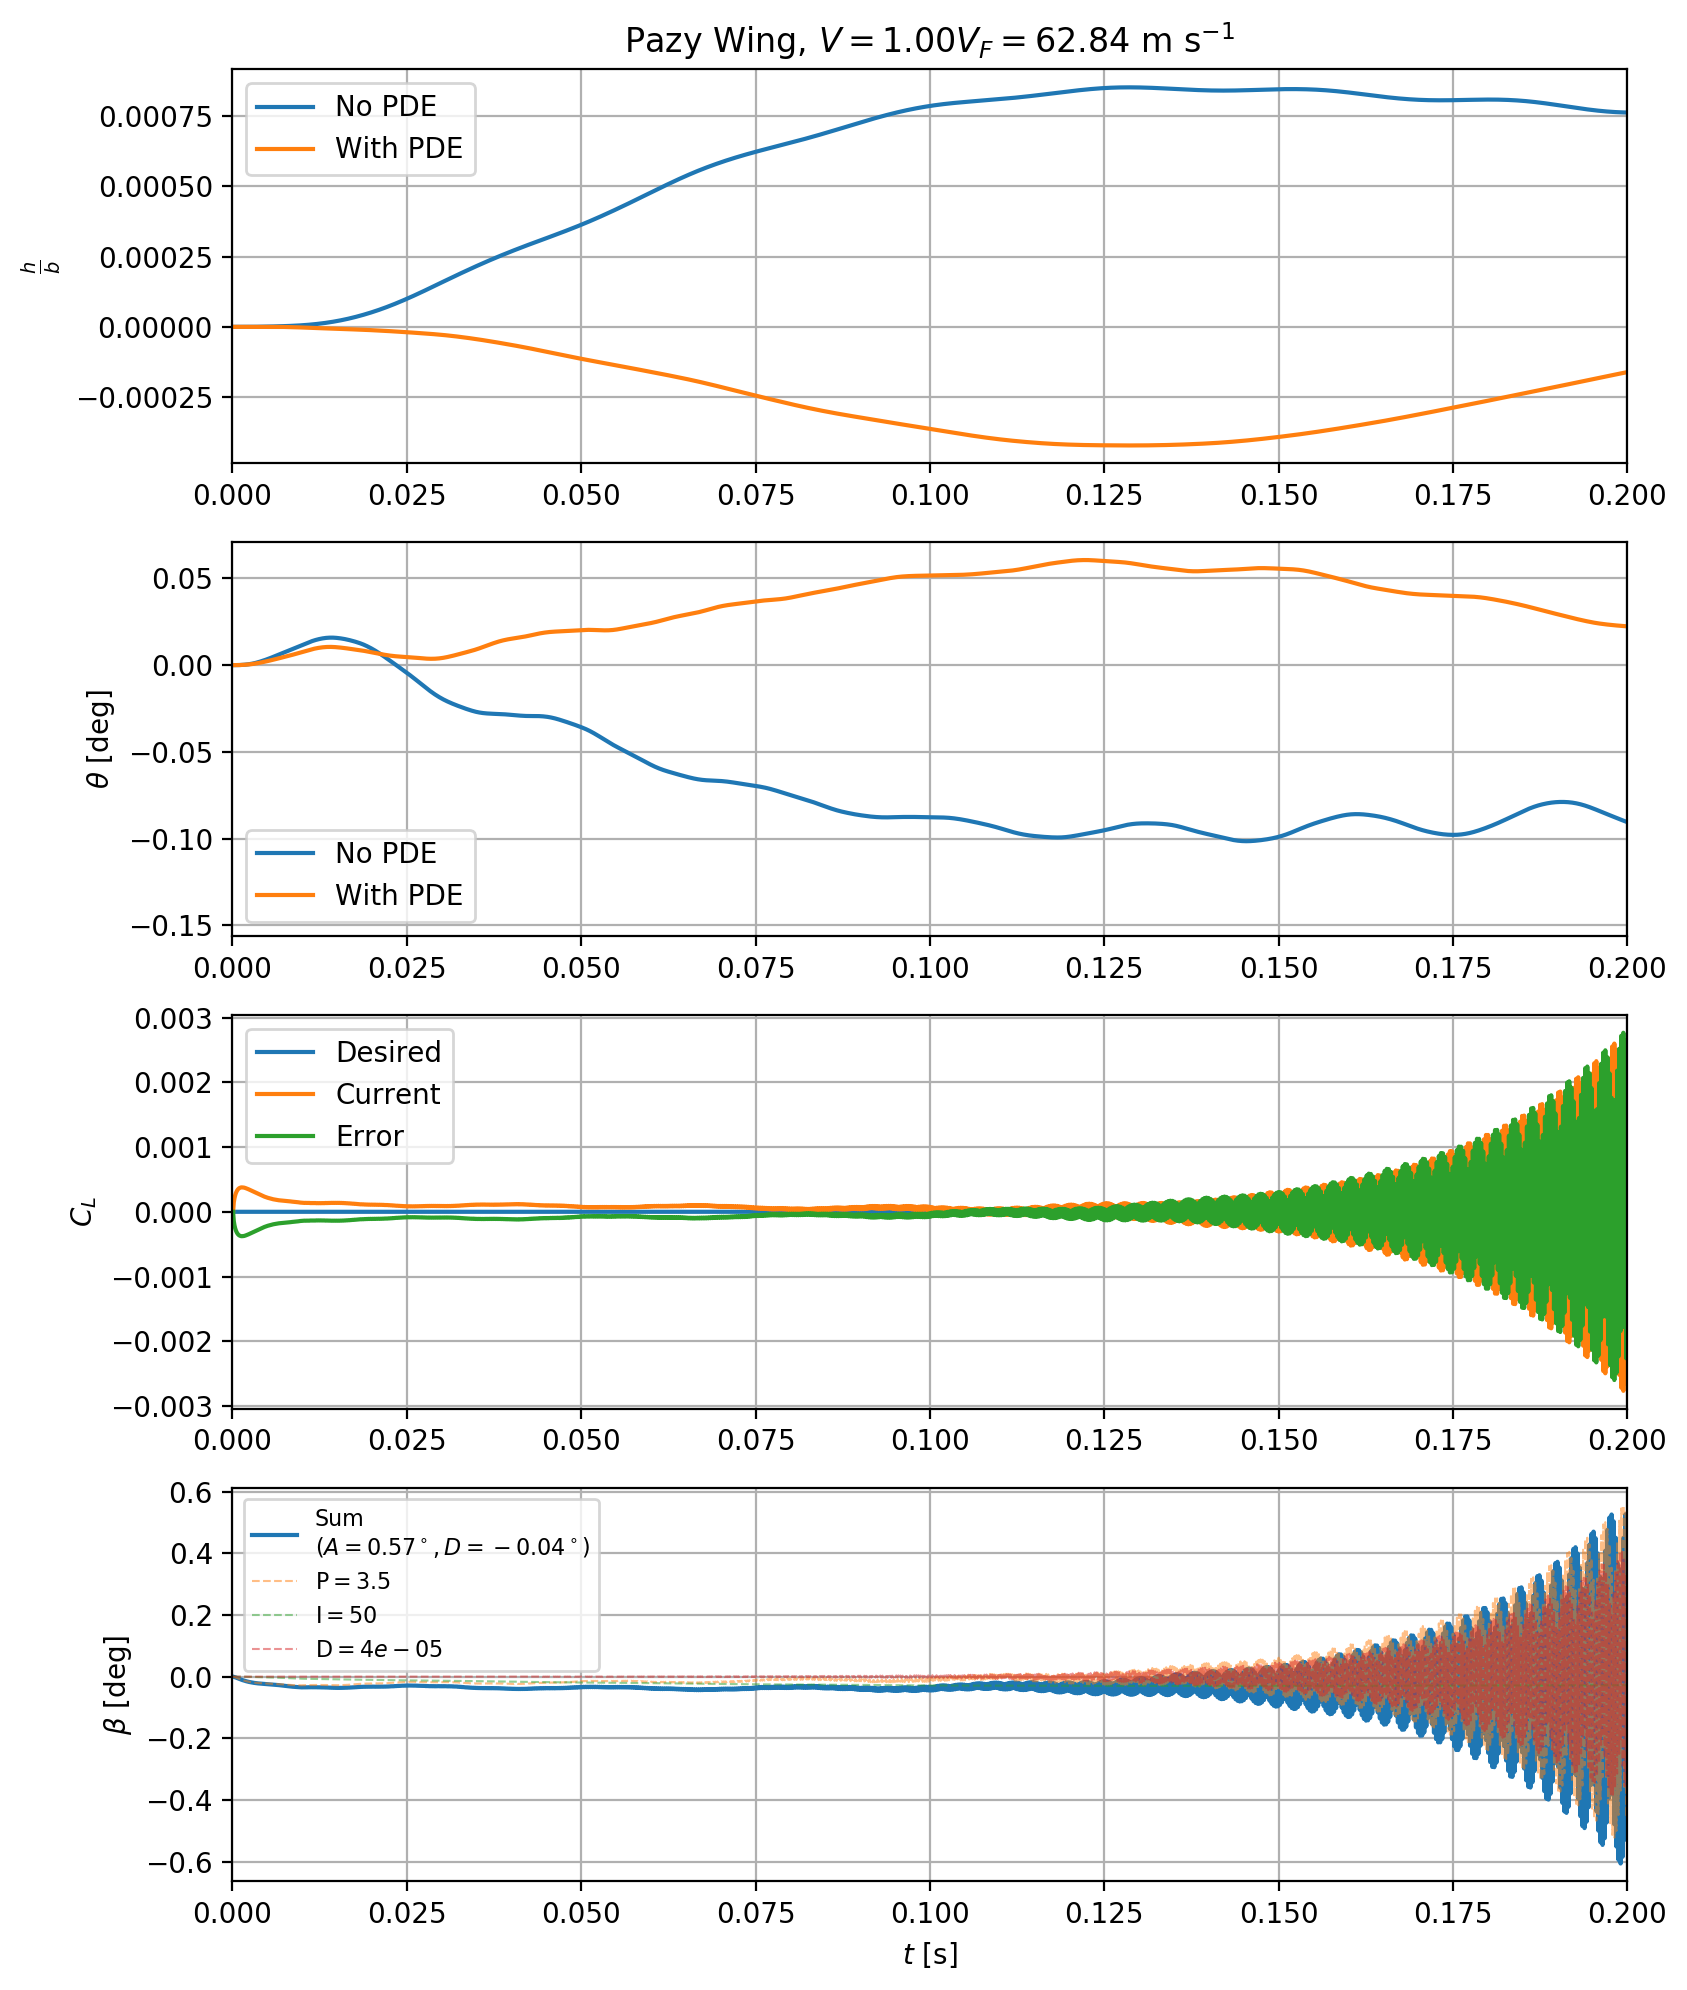 Pazy Wing, V = 1.00V_F = 62.84 m s⁻¹
h/b
0.00075
0.00050
0.00025
0.00000
−0.00025
No PDE
With PDE
0.000 0.025 0.050 0.075 0.100 0.125 0.150 0.175 0.200
θ [deg]
0.05
0.00
−0.05
−0.10
−0.15
No PDE
With PDE
0.000 0.025 0.050 0.075 0.100 0.125 0.150 0.175 0.200
C_L
0.003
0.002
0.001
0.000
−0.001
−0.002
−0.003
Desired
Current
Error
0.000 0.025 0.050 0.075 0.100 0.125 0.150 0.175 0.200
β [deg]
0.6
0.4
0.2
0.0
−0.2
−0.4
−0.6
Sum
(A = 0.57°, D = −0.04°)
P = 3.5
I = 50
D = 4e − 05
0.000 0.025 0.050 0.075 0.100 0.125 0.150 0.175 0.200
t [s]